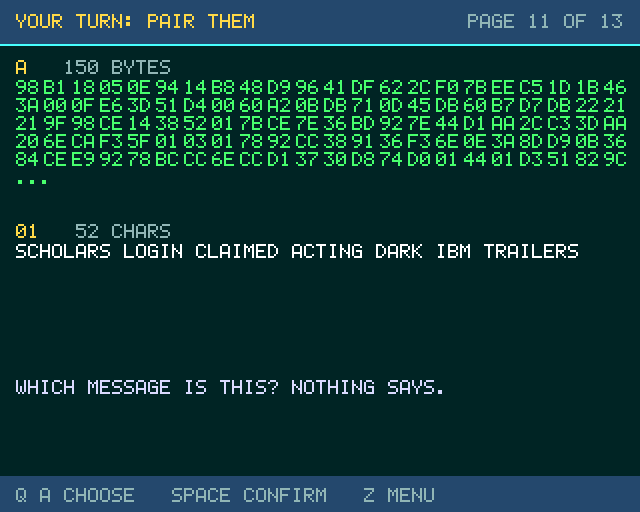 YOUR TURN: PAIR THEM PAGE 11 OF 13
A 150 BYTES
98 B1 18 05 0E 94 14 B8 48 D9 96 41 DF 62 2C F0 7B EE C5 1D 1B 46
3A 00 0F E6 3D 51 D4 00 60 A2 0B DB 71 0D 45 DB 60 B7 D7 DB 22 21
21 9F 98 CE 14 38 52 01 7B CE 7E 36 BD 92 7E 44 D1 AA 2C C3 3D AA
20 6E CA F3 5F 01 03 01 78 92 CC 38 91 36 F3 6E 0E 3A 8D D9 0B 36
84 CE E9 92 78 BC CC 6E CC D1 37 30 D8 74 D0 01 44 01 D3 51 82 9C
...
01 52 CHARS
SCHOLARS LOGIN CLAIMED ACTING DARK IBM TRAILERS
WHICH MESSAGE IS THIS? NOTHING SAYS.
Q A CHOOSE SPACE CONFIRM Z MENU